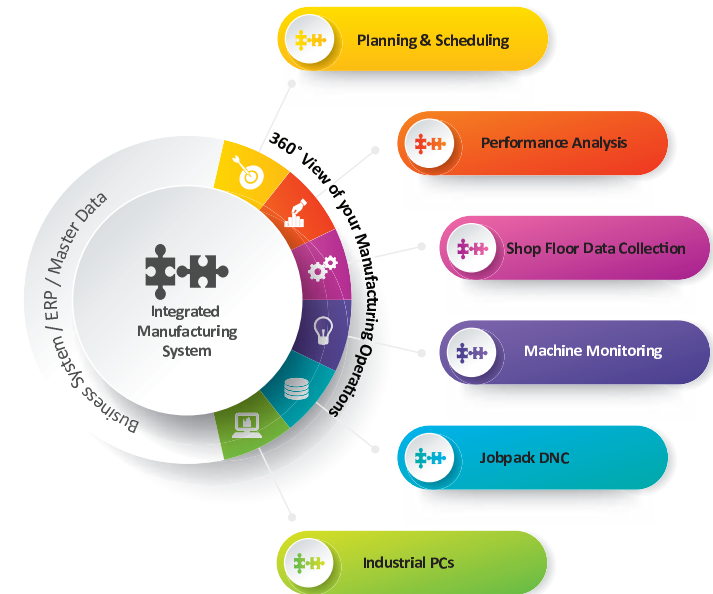 Planning & Scheduling
360° View of your Manufacturing Operations
Performance Analysis
Business System / ERP / Master Data
Shop Floor Data Collection
Integrated
Manufacturing
System
Machine Monitoring
Jobpack DNC
Industrial PCs